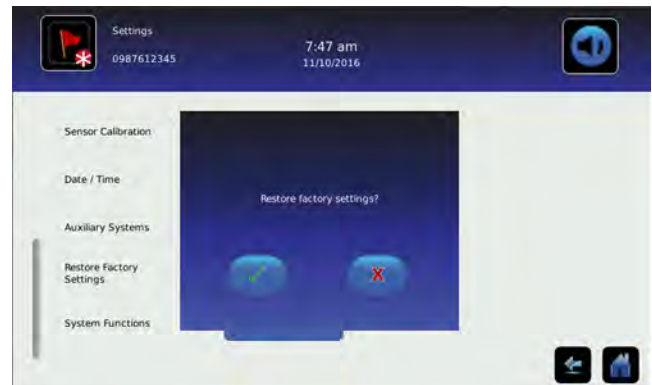 Settings
0987612345
7:47 am
11/10/2016
Sensor Calibration
Date / Time
Auxiliary Systems
Restore Factory
Settings
System Functions
Restore factory settings?
X